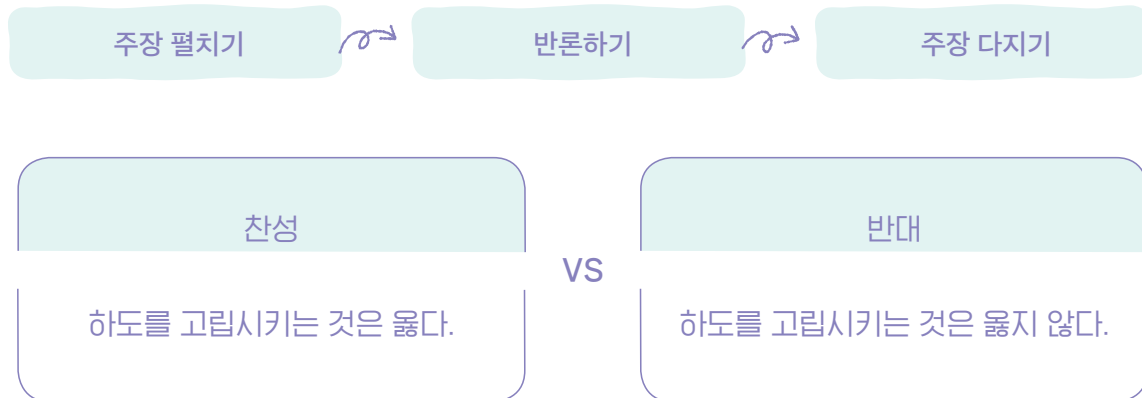 주장 펼치기
반론하기
주장 다지기
찬성
반대
VS
하도를 고립시키는 것은 옳다.
하도를 고립시키는 것은 옳지 않다.